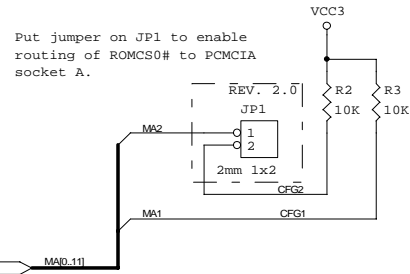 VCC3
Put jumper on JP1 to enable
routing of ROMCS0# to PCMCIA
socket A.
REV. 2.0
R2
R3
JP1
10K
10K
MA2
1
2
2mm 1x2
CFG2
MA1
CFG1
MA[0..11]